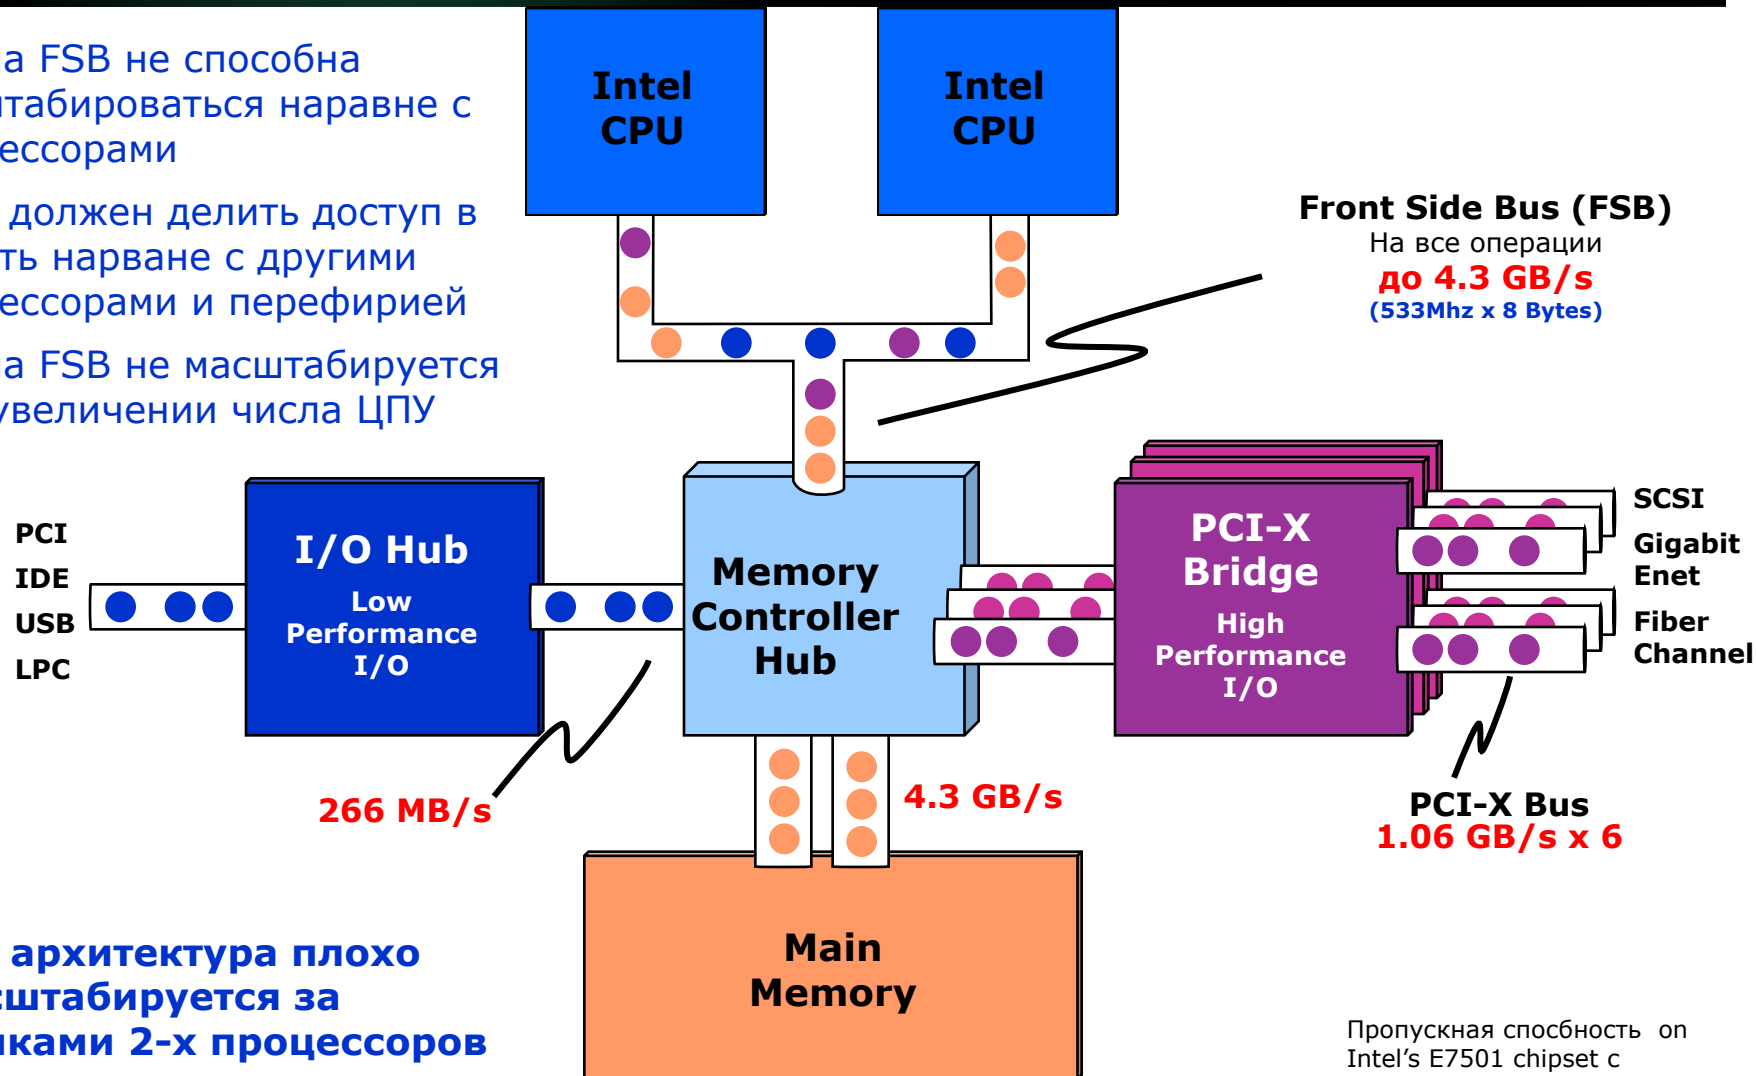 на FSB не способна
штабироваться наравне с
ессорами
должен делить доступ в
ть нарване с другими
ессорами и перефирией
на FSB не масштабируется
увеличении числа ЦПУ
Intel
CPU
Intel
CPU
Front Side Bus (FSB)
На все операции
до 4.3 GB/s
(533Mhz x 8 Bytes)
PCI
IDE
USB
LPC
I/O Hub
Low
Performance
I/O
Memory
Controller
Hub
PCI-X
Bridge
High
Performance
I/O
SCSI
Gigabit
Enet
Fiber
Channel
266 MB/s
4.3 GB/s
PCI-X Bus
1.06 GB/s x 6
Main
Memory
архитектура плохо
сштабируется за
иками 2-х процессоров
Пропускная спосбность on
Intel's E7501 chipset с